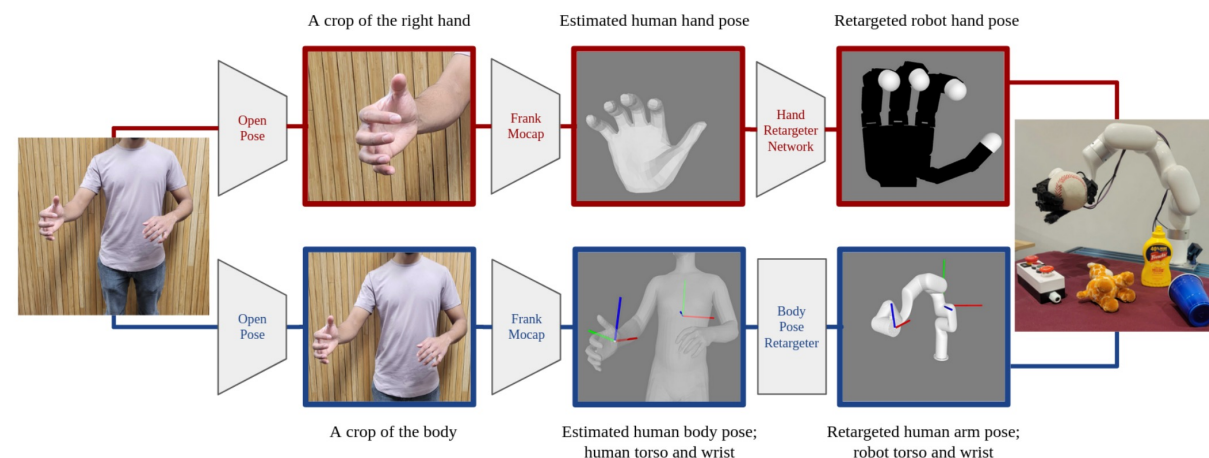 A crop of the right hand
Estimated human hand pose
Retargeted robot hand pose
Open
Pose
Frank
Mocap
Hand
Retargeter
Network
Open
Pose
Frank
Mocap
Body
Pose
Retargeter
A crop of the body
Estimated human body pose;
human torso and wrist
Retargeted human arm pose;
robot torso and wrist